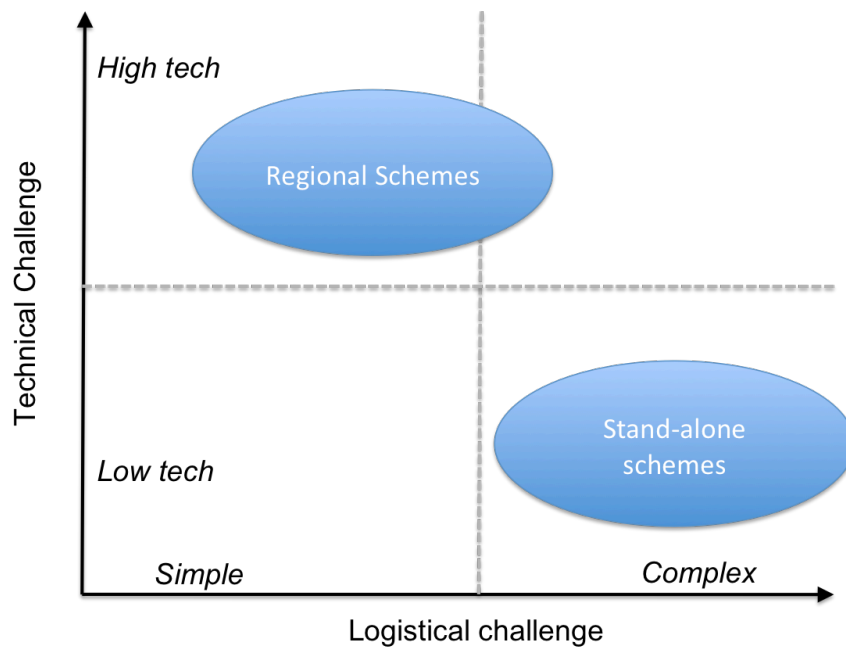 High tech
Regional Schemes
Technical Challenge
Stand-alone
schemes
Low tech
Simple
Complex
Logistical challenge